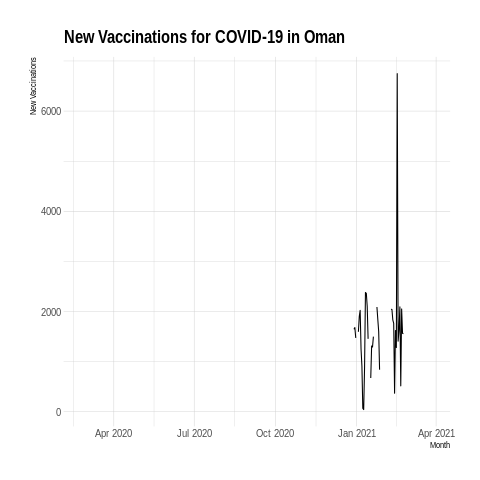 New Vaccinations for COVID-19 in Oman
New Vaccinations
6000
4000
2000
0
Apr 2020 Jul 2020 Oct 2020 Jan 2021 Apr 2021
Month